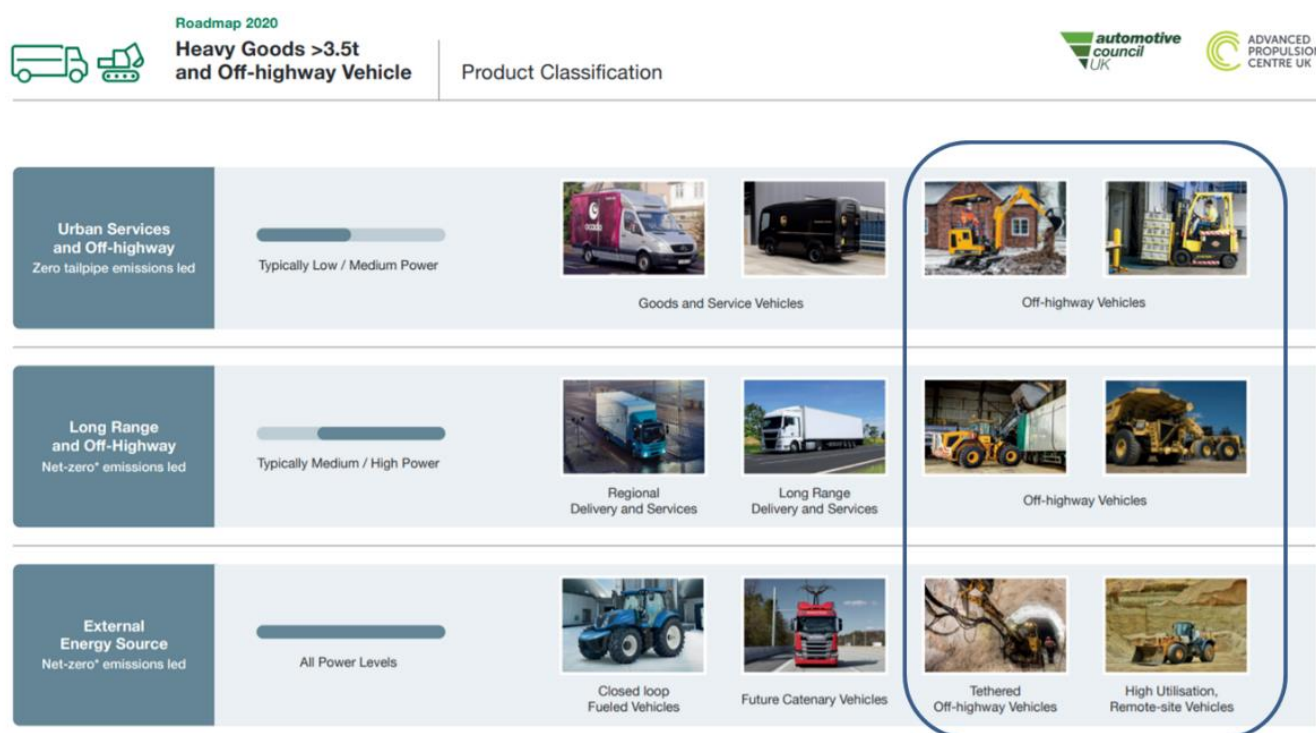 Roadmap 2020
Heavy Goods >3.5t
and Off-highway Vehicle
Product Classification
automotive
council
UK
ADVANCED
PROPULSION
CENTRE UK
Urban Services
and Off-highway
Zero tailpipe emissions led
Typically Low / Medium Power
ocado
Goods and Service Vehicles
Off-highway Vehicles
Long Range
and Off-Highway
Net-zero* emissions led
Typically Medium / High Power
Regional
Delivery and Services
Long Range
Delivery and Services
Off-highway Vehicles
External
Energy Source
Net-zero* emissions led
All Power Levels
Closed loop
Fueled Vehicles
Future Catenary Vehicles
Tethered
Off-highway Vehicles
High Utilisation,
Remote-site Vehicles